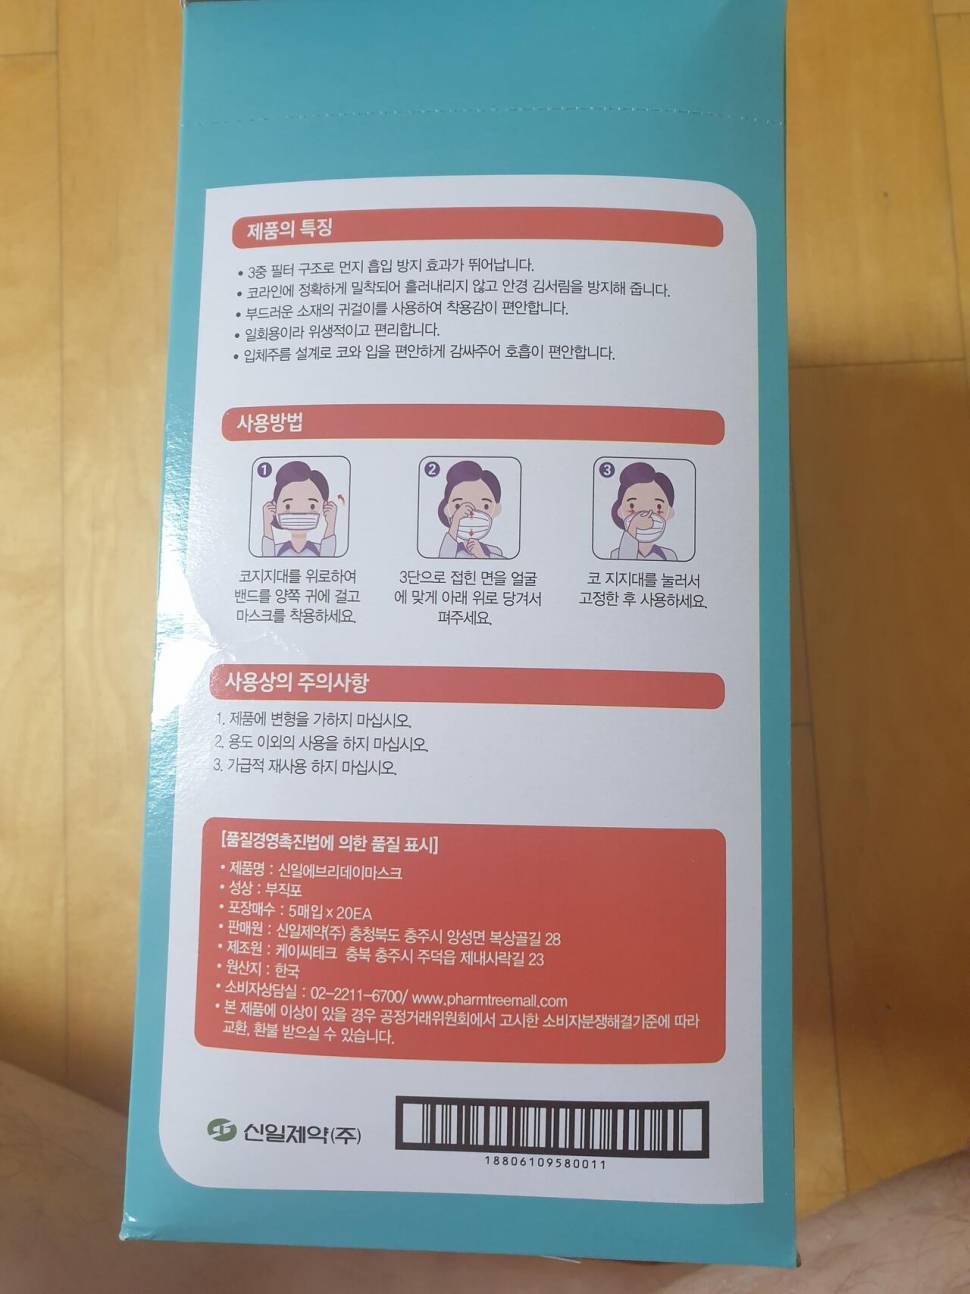 제품의 특징
• 3중 필터 구조로 먼지 흡입 방지 효과가 뛰어납니다.
• 코라인에 정확하게 밀착되어 흘러내리지 않고 안경 김서림을 방지해 줍니다.
• 부드러운 소재의 귀걸이를 사용하여 착용감이 편안합니다.
• 일회용이라 위생적이고 편리합니다.
• 입체주름 설계로 코와 입을 편안하게 감싸주어 호흡이 편안합니다.
사용방법
1
코지지대를 위로하여
밴드를 양쪽 귀에 걸고
마스크를 착용하세요.
2
3단으로 접힌 면을 얼굴
에 맞게 아래 위로 당겨서
펴주세요.
3
코 지지대를 눌러서
고정한 후 사용하세요.
사용상의 주의사항
1. 제품에 변형을 가하지 마십시오.
2. 용도 이외의 사용을 하지 마십시오.
3. 가급적 재사용 하지 마십시오.
[품질경영촉진법에 의한 품질 표시]
• 제품명 : 신일에브리데이마스크
• 성상 : 부직포
• 포장매수 : 5매입 x 20EA
• 판매원 : 신일제약(주) 충청북도 충주시 앙성면 복상골길 28
• 제조원 : 케이씨테크 충북 충주시 주덕읍 제내시락길 23
• 원산지 : 한국
• 소비자상담실 : 02-2211-6700/ www.pharmtreemall.com
• 본 제품에 이상이 있을 경우 공정거래위원회에서 고시한 소비자분쟁해결기준에 따라
교환, 환불 받으실 수 있습니다.
신일제약(주)
18806109580011